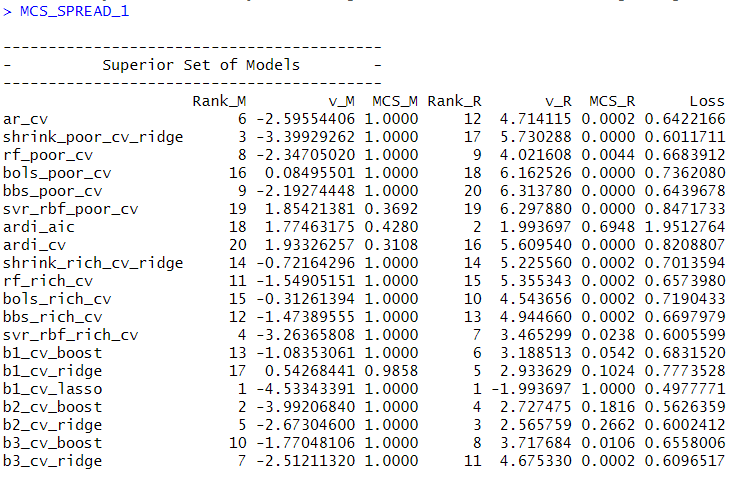 > MCS_SPREAD_1
------------------------------------------
-          Superior Set of Models        -
------------------------------------------
Rank_M v_M MCS_M Rank_R v_R MCS_R Loss
ar_cv 6 -2.59554406 1.0000 12 4.714115 0.0002 0.6422166
shrink_poor_cv_ridge 3 -3.39929262 1.0000 17 5.730288 0.0000 0.6011711
rf_poor_cv 8 -2.34705020 1.0000 9 4.021608 0.0044 0.6683912
bols_poor_cv 16 0.08495501 1.0000 18 6.162526 0.0000 0.7362080
bbs_poor_cv 9 -2.19274448 1.0000 20 6.313780 0.0000 0.6439678
svr_rbf_poor_cv 19 1.85421381 0.3692 19 6.297880 0.0000 0.8471733
ardi_aic 18 1.77463175 0.4280 2 1.993697 0.6948 1.9512764
ardi_cv 20 1.93326257 0.3108 16 5.609540 0.0000 0.8208807
shrink_rich_cv_ridge 14 -0.72164296 1.0000 14 5.225560 0.0002 0.7013594
rf_rich_cv 11 -1.54905151 1.0000 15 5.355343 0.0002 0.6573980
bols_rich_cv 15 -0.31261394 1.0000 10 4.543656 0.0002 0.7190433
bbs_rich_cv 12 -1.47389555 1.0000 13 4.944660 0.0002 0.6697979
svr_rbf_rich_cv 4 -3.26365808 1.0000 7 3.465299 0.0238 0.6005599
b1_cv_boost 13 -1.08353061 1.0000 6 3.188513 0.0542 0.6831520
b1_cv_ridge 17 0.54268441 0.9858 5 2.933629 0.1024 0.7773528
b1_cv_lasso 1 -4.53343391 1.0000 1 -1.993697 1.0000 0.4977771
b2_cv_boost 2 -3.99206840 1.0000 4 2.727475 0.1816 0.5626359
b2_cv_ridge 5 -2.67304600 1.0000 3 2.565759 0.2662 0.6002412
b3_cv_boost 10 -1.77048106 1.0000 8 3.717684 0.0106 0.6558006
b3_cv_ridge 7 -2.51211320 1.0000 11 4.675330 0.0002 0.6096517